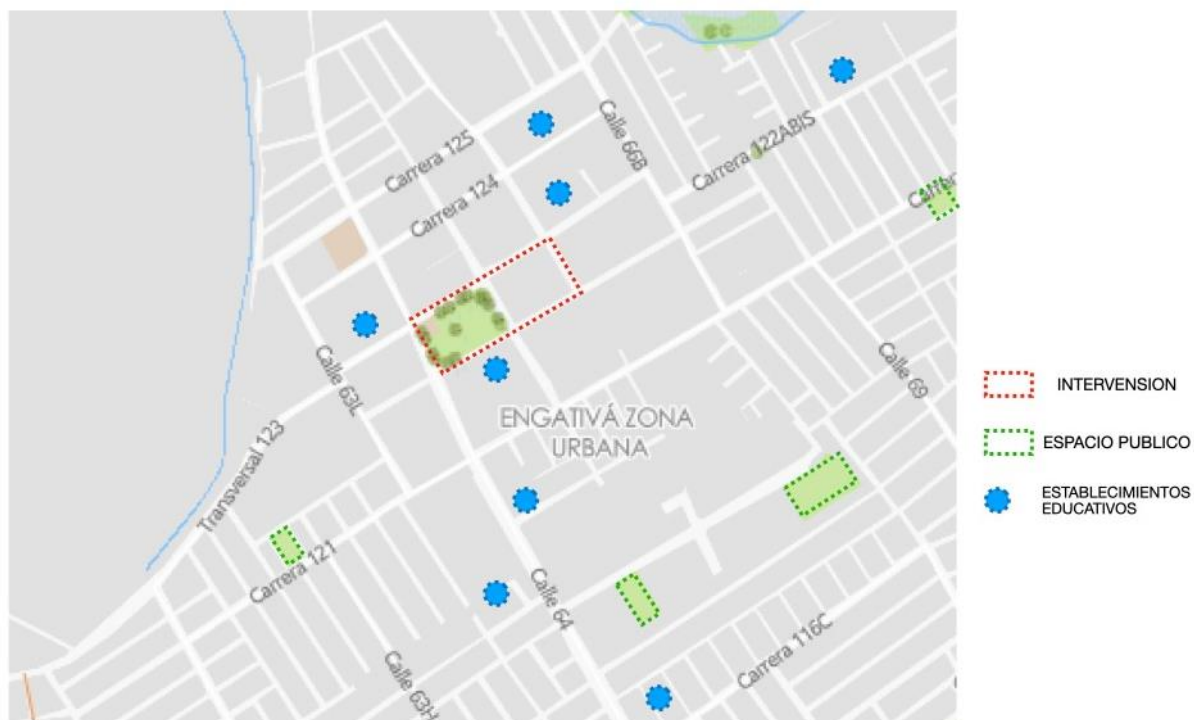 Carrera 125
Calle 66B
Carrera 122ABIS
Carrera 124
Carrer
Calle 63L
Calle 69
INTERVENSION
ENGATIVÁ ZONA
URBANA
ESPACIO PUBLICO
Transversal 123
ESTABLECIMIENTOS
EDUCATIVOS
Carrera 121
Calle 64
Carrera 116C
Calle 63H